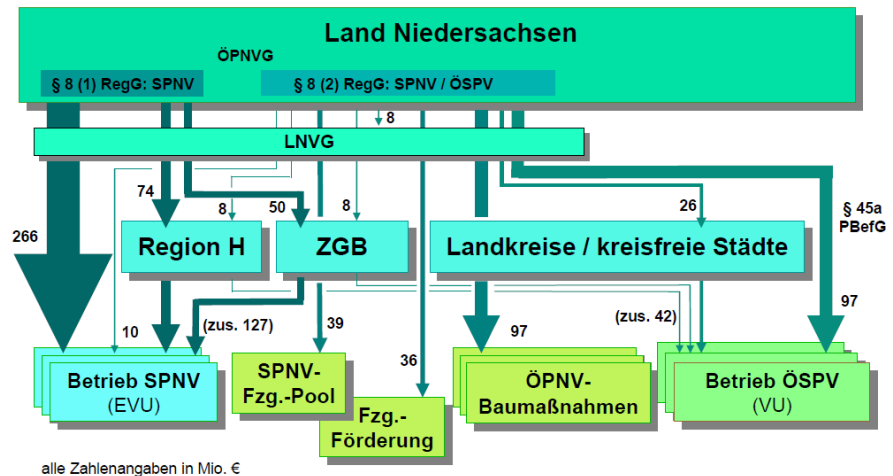 Land Niedersachsen
ÖPNVG
§ 8 (1) RegG: SPNV
§ 8 (2) RegG: SPNV / ÖSPV
8
LNVG
74
8
50
8
26
§ 45a
PBefG
266
Region H
ZGB
Landkreise / kreisfreie Städte
10
(zus. 127)
39
36
97
(zus. 42)
97
Betrieb SPNV
(EVU)
SPNV-
Fzg.-Pool
Fzg.-
Förderung
ÖPNV-
Baumaßnahmen
Betrieb ÖSPV
(VU)
alle Zahlenangaben in Mio. €